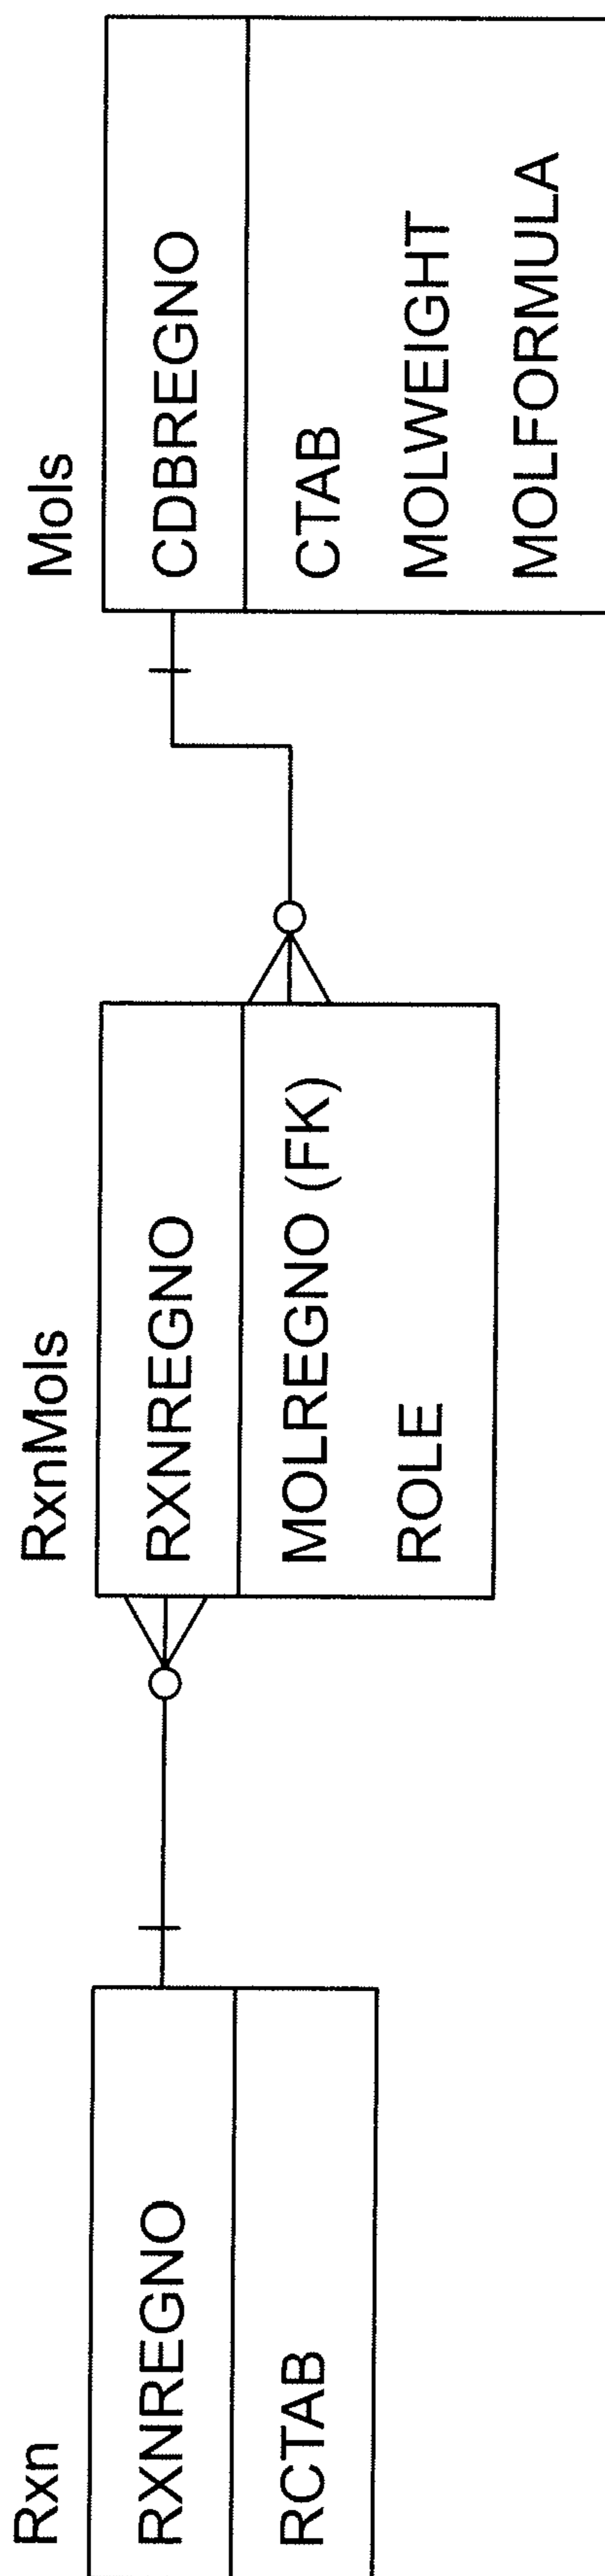 Rxn
RXNREGNO
RCTAB
RxnMols
RXNREGNO
MOLREGNO (FK)
ROLE
Mols
CDBREGNO
CTAB
MOLWEIGHT
MOLFORMULA